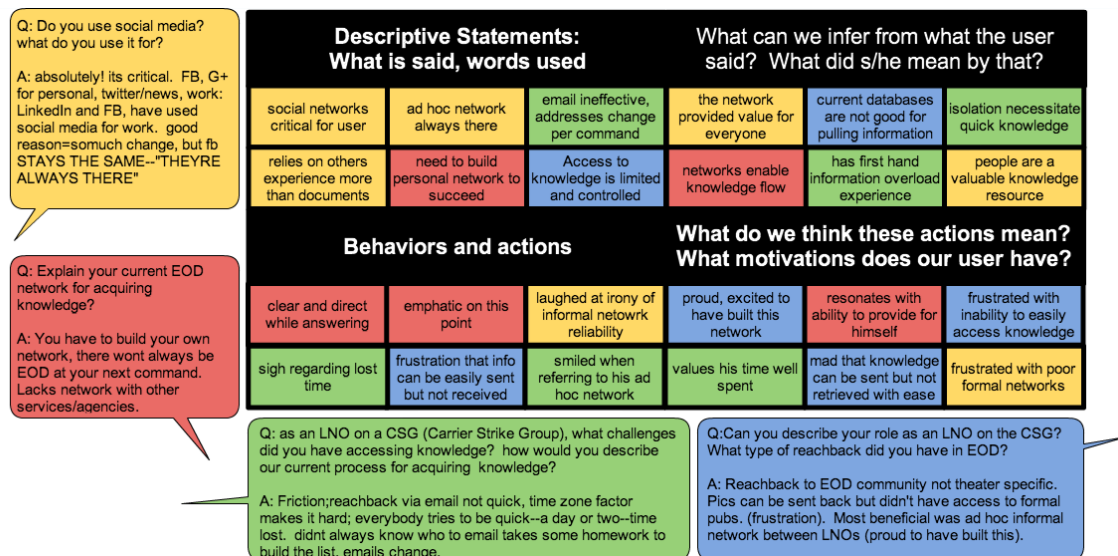 Q: Do you use social media?
what do you use it for?
A: absolutely! its critical. FB, G+
for personal, twitter/news, work:
LinkedIn and FB, have used
social media for work. good
reason=somuch change, but fb
STAYS THE SAME--"THEYRE
ALWAYS THERE"
Q: Explain your current EOD
network for acquiring
knowledge?
A: You have to build your own
network, there wont always be
EOD at your next command.
Lacks network with other
services/agencies.
Descriptive Statements:
What is said, words used
What can we infer from what the user
said? What did s/he mean by that?
social networks
critical for user
ad hoc network
always there
email ineffective,
addresses change
per command
the network
provided value for
everyone
current databases
are not good for
pulling information
isolation necessitate
quick knowledge
relies on others
experience more
than documents
need to build
personal network to
succeed
Access to
knowledge is limited
and controlled
networks enable
knowledge flow
has first hand
information overload
experience
people are a
valuable knowledge
resource
Behaviors and actions
What do we think these actions mean?
What motivations does our user have?
clear and direct
while answering
emphatic on this
point
laughed at irony of
informal netowrk
reliability
proud, excited to
have built this
network
resonates with
ability to provide for
himself
frustrated with
inability to easily
access knowledge
sigh regarding lost
time
frustration that info
can be easily sent
but not received
smiled when
referring to his ad
hoc network
values his time well
spent
mad that knowledge
can be sent but not
retrieved with ease
frustrated with poor
formal networks
Q: as an LNO on a CSG (Carrier Strike Group), what challenges
did you have accessing knowledge? how would you describe
our current process for acquiring knowledge?
A: Friction;reachback via email not quick, time zone factor
makes it hard; everybody tries to be quick--a day or two--time
lost. didnt always know who to email takes some homework to
build the list, emails change.
Q:Can you describe your role as an LNO on the CSG?
What type of reachback did you have in EOD?
A: Reachback to EOD community not theater specific.
Pics can be sent back but didn't have access to formal
pubs. (frustration). Most beneficial was ad hoc informal
network between LNOs (proud to have built this).